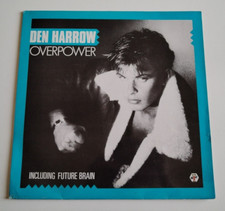 DEN HARROW
OVERPOWER
INCLUDING FUTURE BRAIN